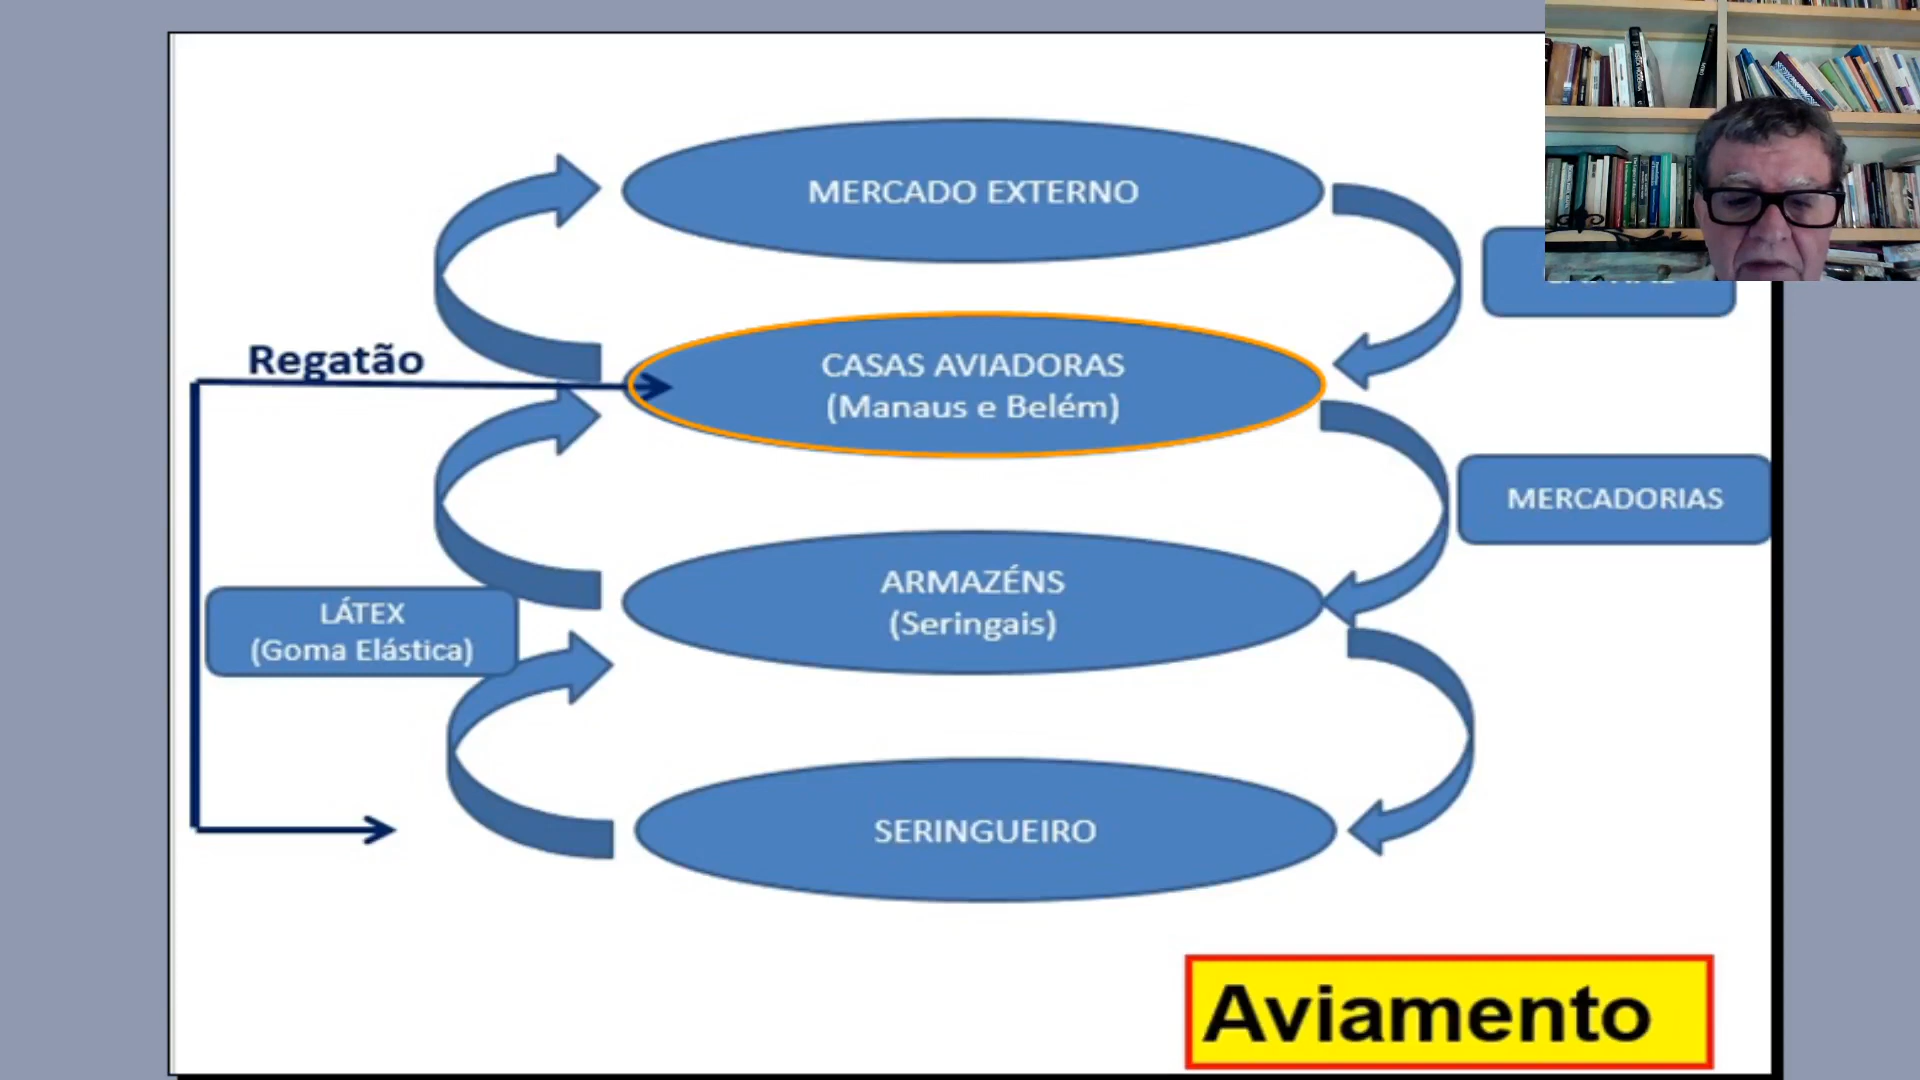 MERCADO EXTERNO
Regatão
CASAS AVIADORAS
(Manaus e Belém)
MERCADORIAS
ARMAZÉNS
(Seringais)
LÁTEX
(Goma Elástica)
SERINGUEIRO
Aviamento